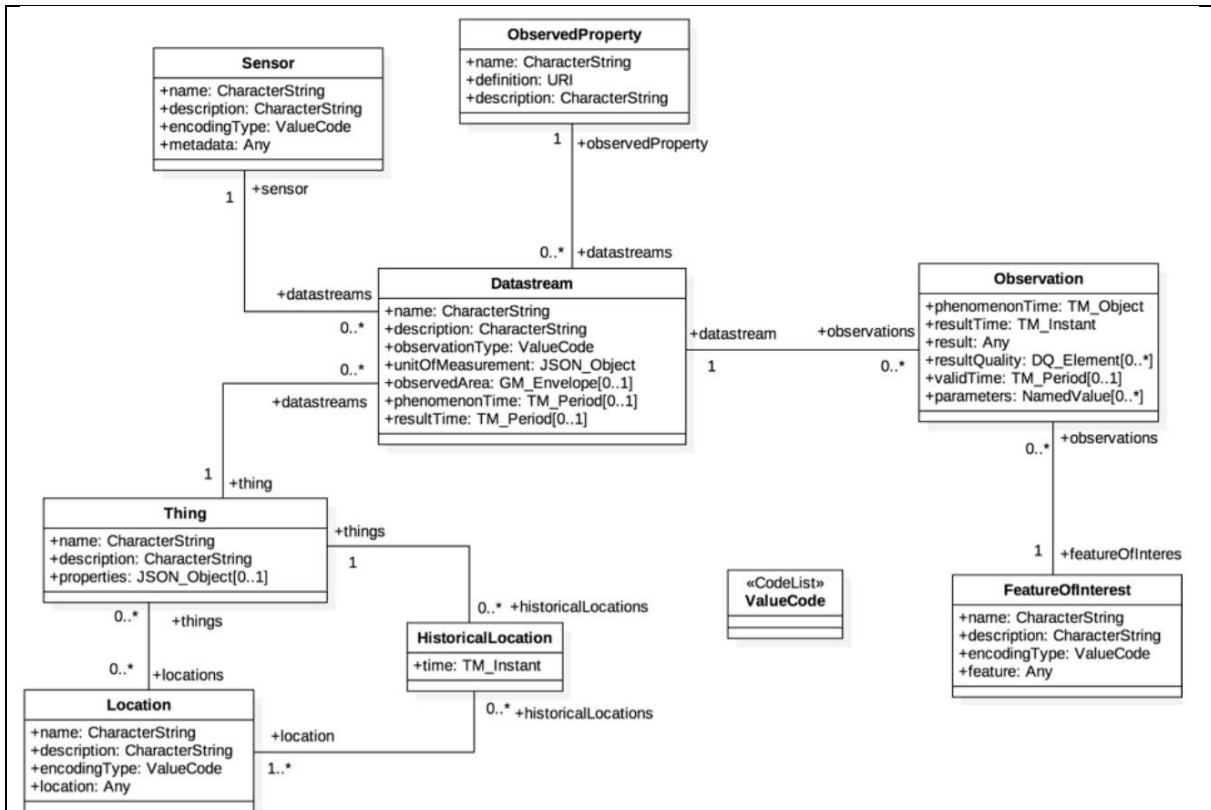 ObservedProperty
+name: CharacterString
+definition: URI
+description: CharacterString
Sensor
+name: CharacterString
+description: CharacterString
+encodingType: ValueCode
+metadata: Any
1
+observedProperty
1
+sensor
0..*
+datastreams
+datastreams
0..*
Datastream
+name: CharacterString
+description: CharacterString
+observationType: ValueCode
+unitOfMeasurement: JSON_Object
+observedArea: GM_Envelope[0..1]
+phenomenonTime: TM_Period[0..1]
+resultTime: TM_Period[0..1]
+datastream
1
+observations
0..*
Observation
+phenomenonTime: TM_Object
+resultTime: TM_Instant
+result: Any
+resultQuality: DQ_Element[0..*]
+validTime: TM_Period[0..1]
+parameters: NamedValue[0..*]
0..*
+datastreams
1
+thing
0..*
+observations
Thing
+name: CharacterString
+description: CharacterString
+properties: JSON_Object[0..1]
+things
1
0..*
+historicalLocations
HistoricalLocation
+time: TM_Instant
0..*
+historicalLocations
«CodeList»
ValueCode
1
+featureOfInteres
FeatureOfInterest
+name: CharacterString
+description: CharacterString
+encodingType: ValueCode
+feature: Any
0..*
+things
0..*
+locations
Location
+name: CharacterString
+description: CharacterString
+encodingType: ValueCode
+location: Any
+location
1..*